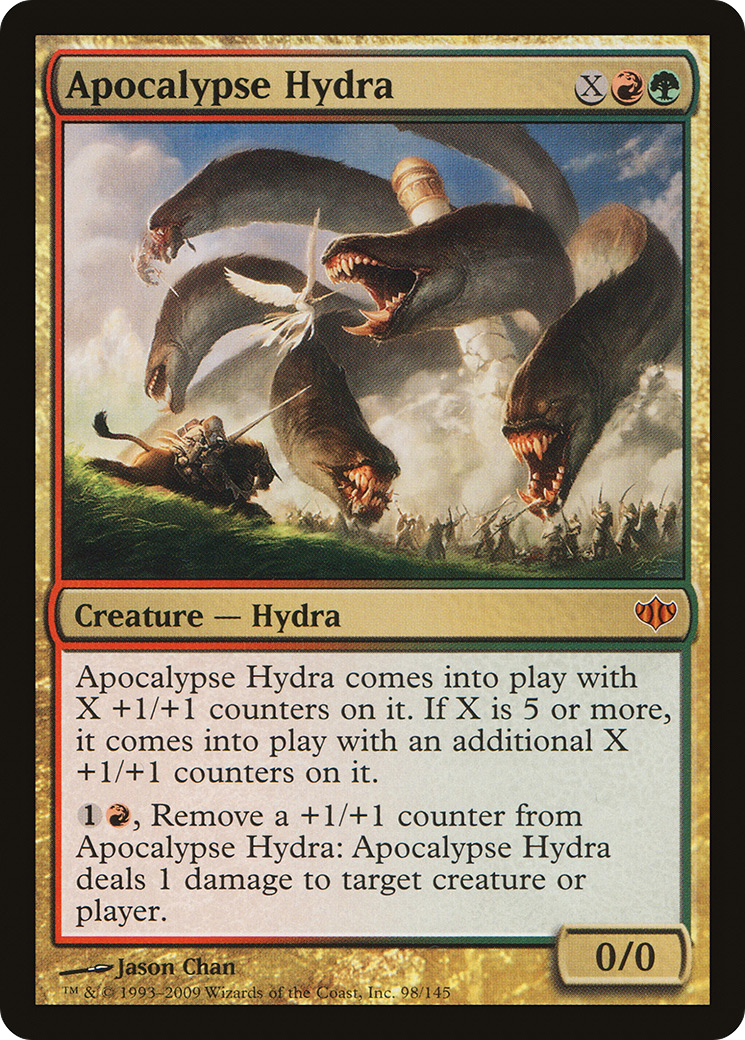 Apocalypse Hydra X
Creature — Hydra
Apocalypse Hydra comes into play with
X +1/+1 counters on it. If X is 5 or more,
it comes into play with an additional X
+1/+1 counters on it.
1, Remove a +1/+1 counter from
Apocalypse Hydra: Apocalypse Hydra
deals 1 damage to target creature or
player.
0/0
Jason Chan
™ & © 1993–2009 Wizards of the Coast, Inc. 98/145